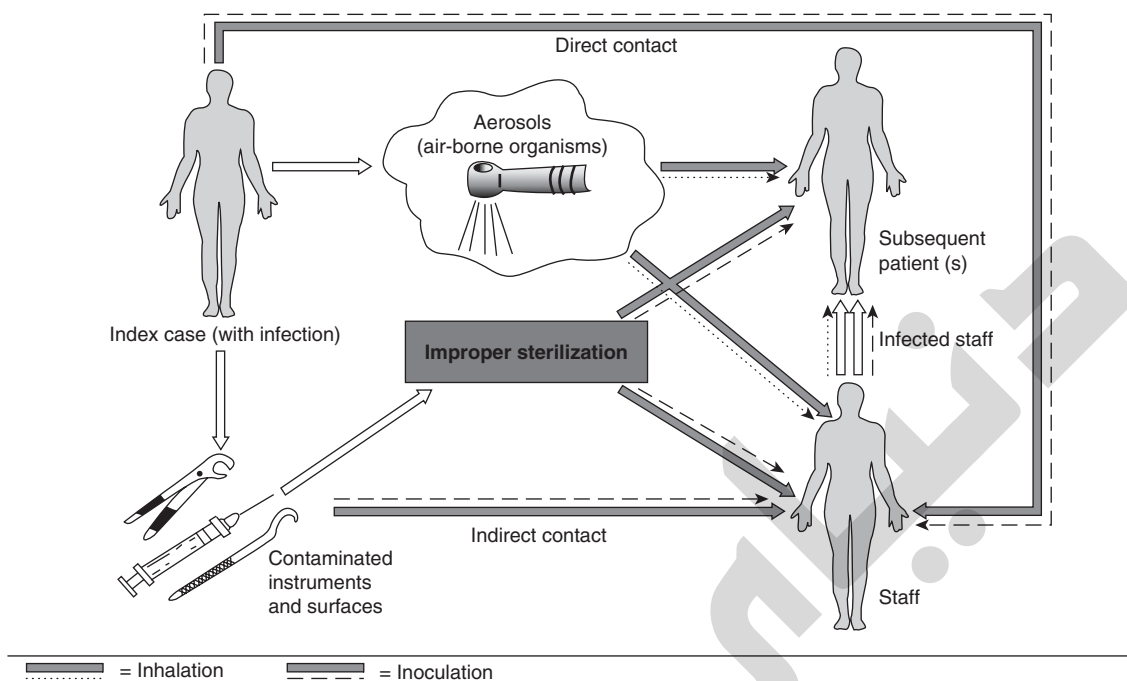 Direct contact
Aerosols
(air-borne organisms)
Subsequent
patient (s)
Index case (with infection)
Infected staff
Improper sterilization
Indirect contact
Contaminated
instruments
and surfaces
Staff
= Inhalation
= Inoculation